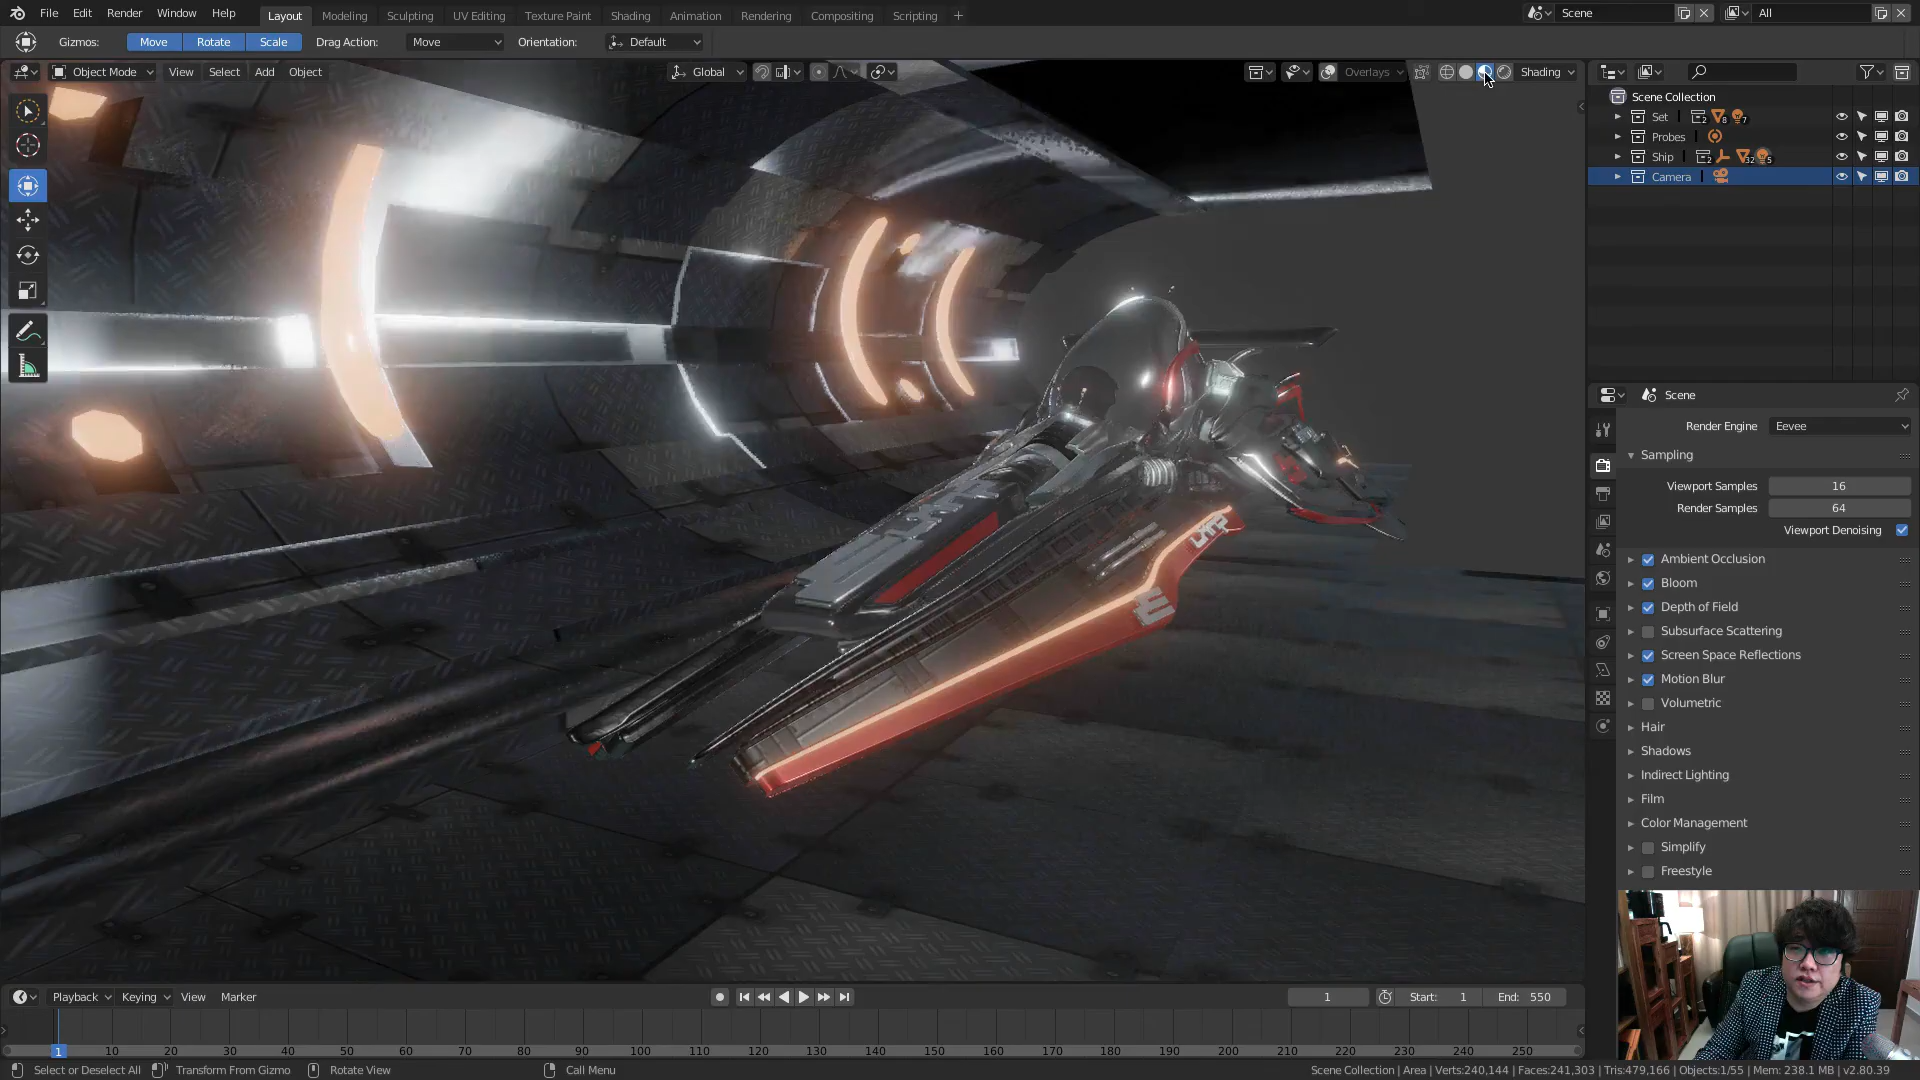 File Edit Render Window Help Layout Modeling Sculpting UV Editing Texture Paint Shading Animation Rendering Compositing Scripting + Scene All
Gizmos: Move Rotate Scale Drag Action: Move Orientation: Default
Object Mode View Select Add Object Global Overlays Shading
Scene Collection
Set 2 8 7
Probes
Ship 2 32 5
Camera
Scene
Render Engine Eevee
Sampling
Viewport Samples 16
Render Samples 64
Viewport Denoising
Ambient Occlusion
Bloom
Depth of Field
Subsurface Scattering
Screen Space Reflections
Motion Blur
Volumetric
Hair
Shadows
Indirect Lighting
Film
Color Management
Simplify
Freestyle
Playback Keying View Marker 1 Start: 1 End: 550
1 10 20 30 40 50 60 70 80 90 100 110 120 130 140 150 160 170 180 190 200 210 220 230 240 250
Select or Deselect All Transform From Gizmo Rotate View Call Menu Scene Collection | Area | Verts:240,144 | Faces:241,303 | Tris:479,166 | Objects:1/55 | Mem: 238.1 MB | v2.80.39